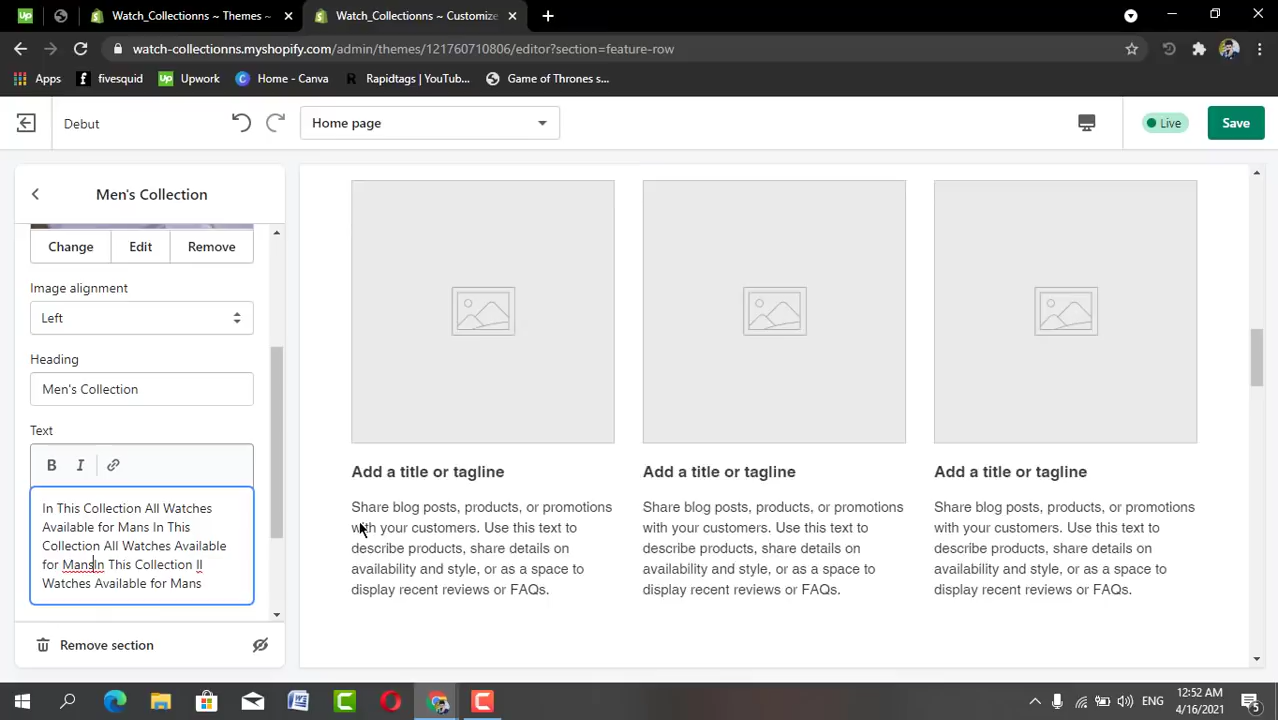 Up
Watch_Collectionns ~ Themes ~
Watch_Collectionns ~ Customize
watch-collectionns.myshopify.com/admin/themes/121760710806/editor?section=feature-row
Apps
fivesquid
Up
Upwork
Home - Canva
Rapidtags | YouTub...
Game of Thrones s...
Debut
Home page
Live
Save
Men's Collection
Change
Edit
Remove
Image alignment
Left
Heading
Men's Collection
Text
B I
In This Collection All Watches
Available for Mans In This
Collection All Watches Available
for MansIn This Collection ll
Watches Available for Mans
Remove section
Add a title or tagline
Share blog posts, products, or promotions
with your customers. Use this text to
describe products, share details on
availability and style, or as a space to
display recent reviews or FAQs.
Add a title or tagline
Share blog posts, products, or promotions
with your customers. Use this text to
describe products, share details on
availability and style, or as a space to
display recent reviews or FAQs.
Add a title or tagline
Share blog posts, products, or promotions
with your customers. Use this text to
describe products, share details on
availability and style, or as a space to
display recent reviews or FAQs.
ENG
12:52 AM
4/16/2021
5